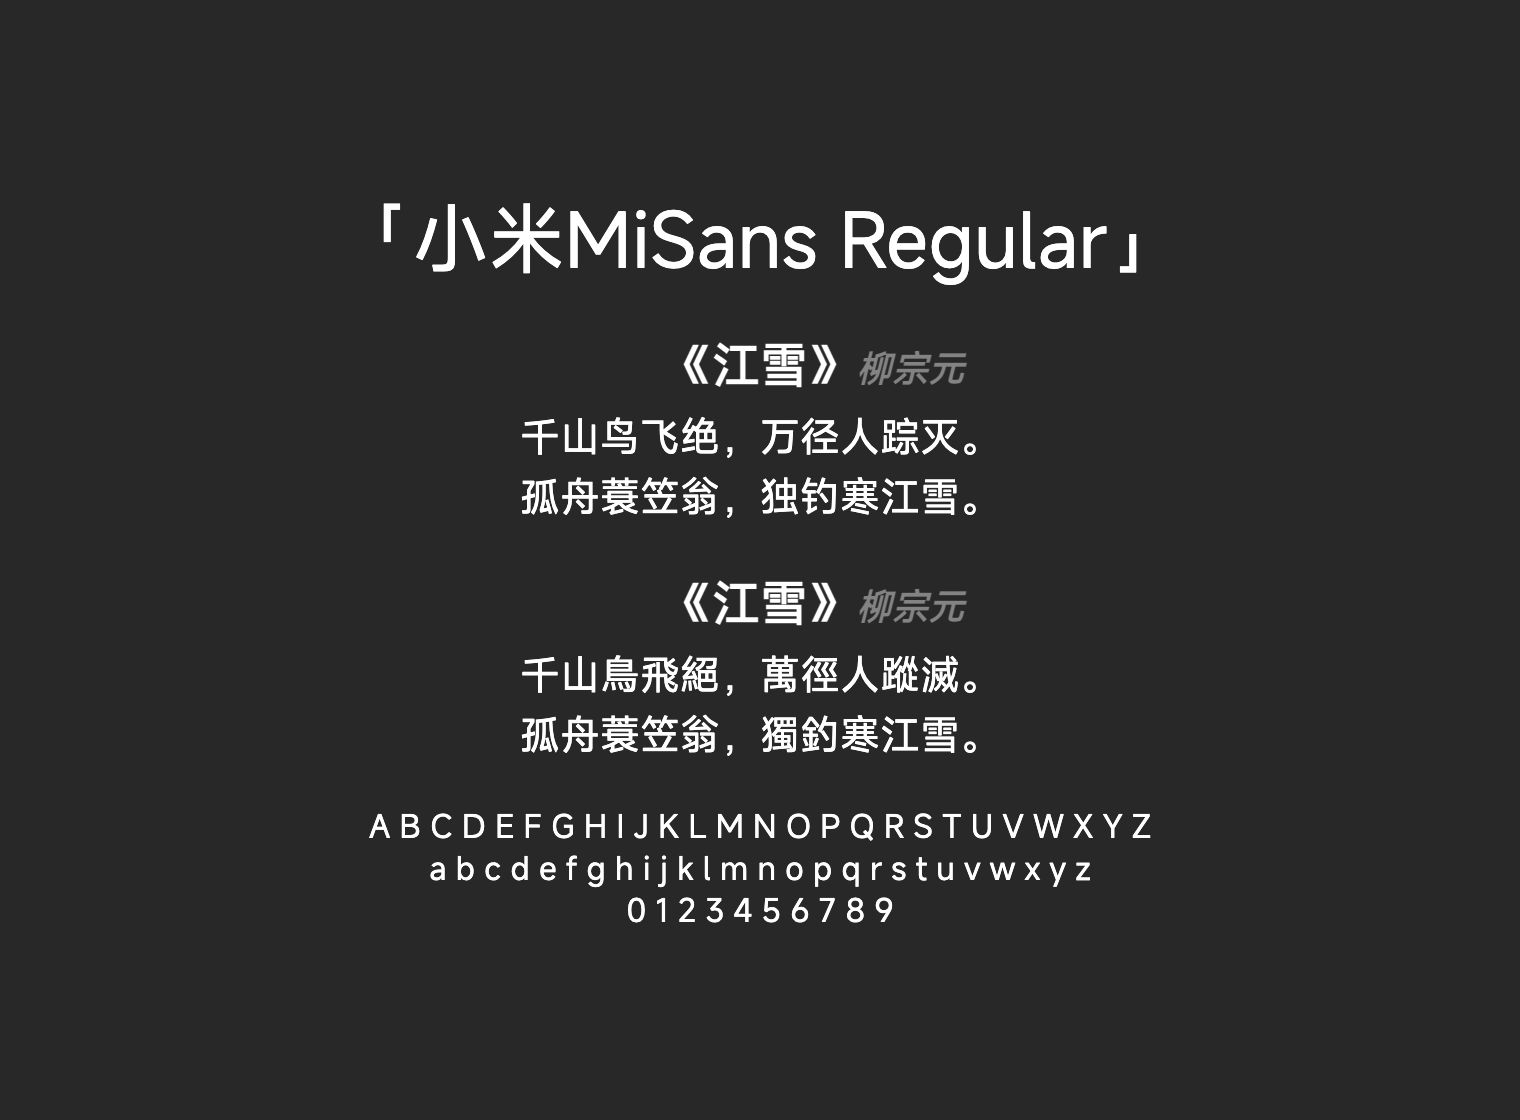 「小米MiSans Regular」
《江雪》柳宗元
千山鸟飞绝，万径人踪灭。
孤舟蓑笠翁，独钓寒江雪。
《江雪》柳宗元
千山鳥飛絕，萬徑人蹤滅。
孤舟蓑笠翁，獨釣寒江雪。
A B C D E F G H I J K L M N O P Q R S T U V W X Y Z
a b c d e f g h i j k l m n o p q r s t u v w x y z
0 1 2 3 4 5 6 7 8 9